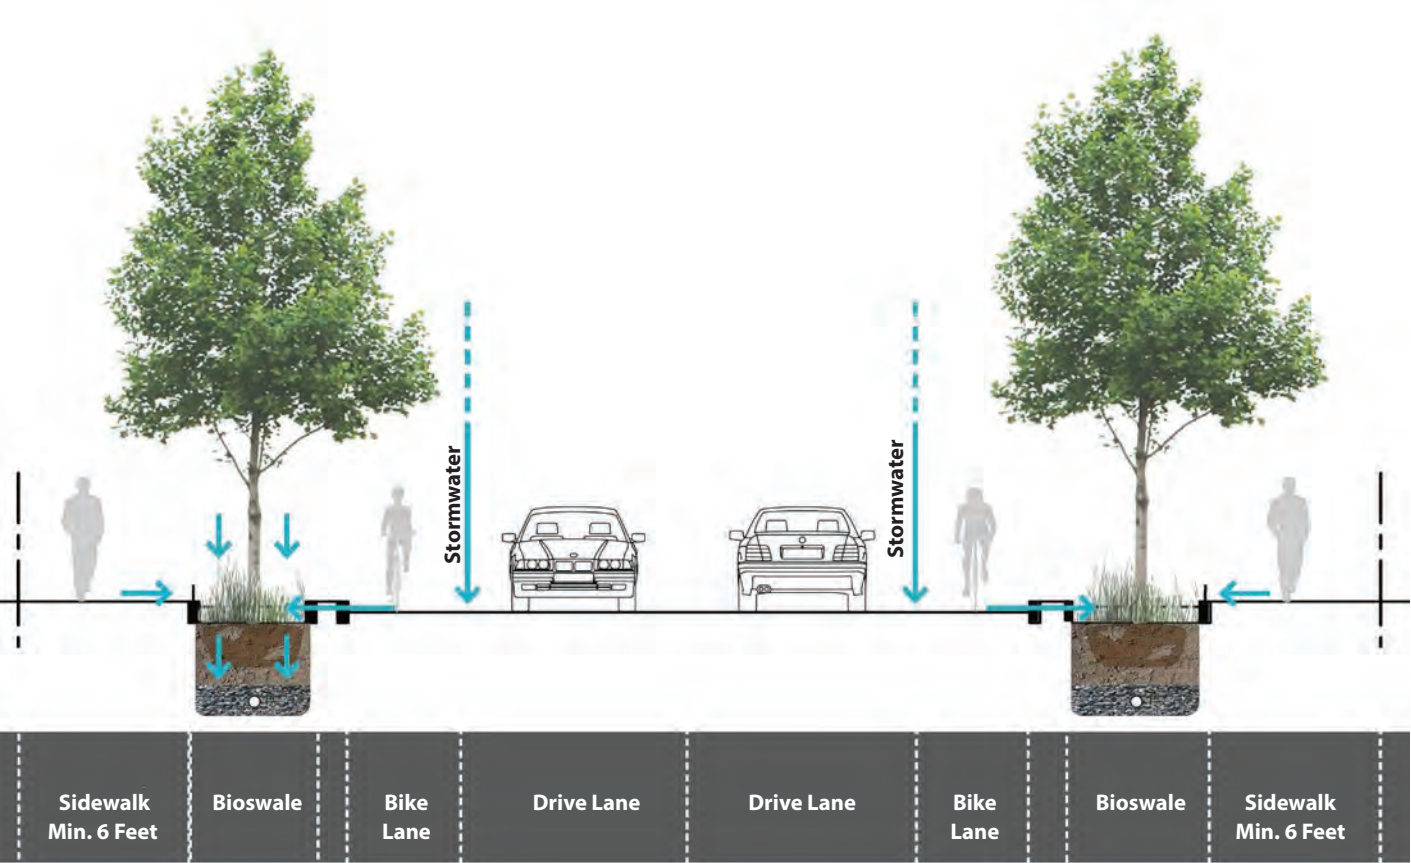 Stormwater
Stormwater
Sidewalk
Min. 6 Feet
Bioswale
Bike
Lane
Drive Lane
Drive Lane
Bike
Lane
Bioswale
Sidewalk
Min. 6 Feet